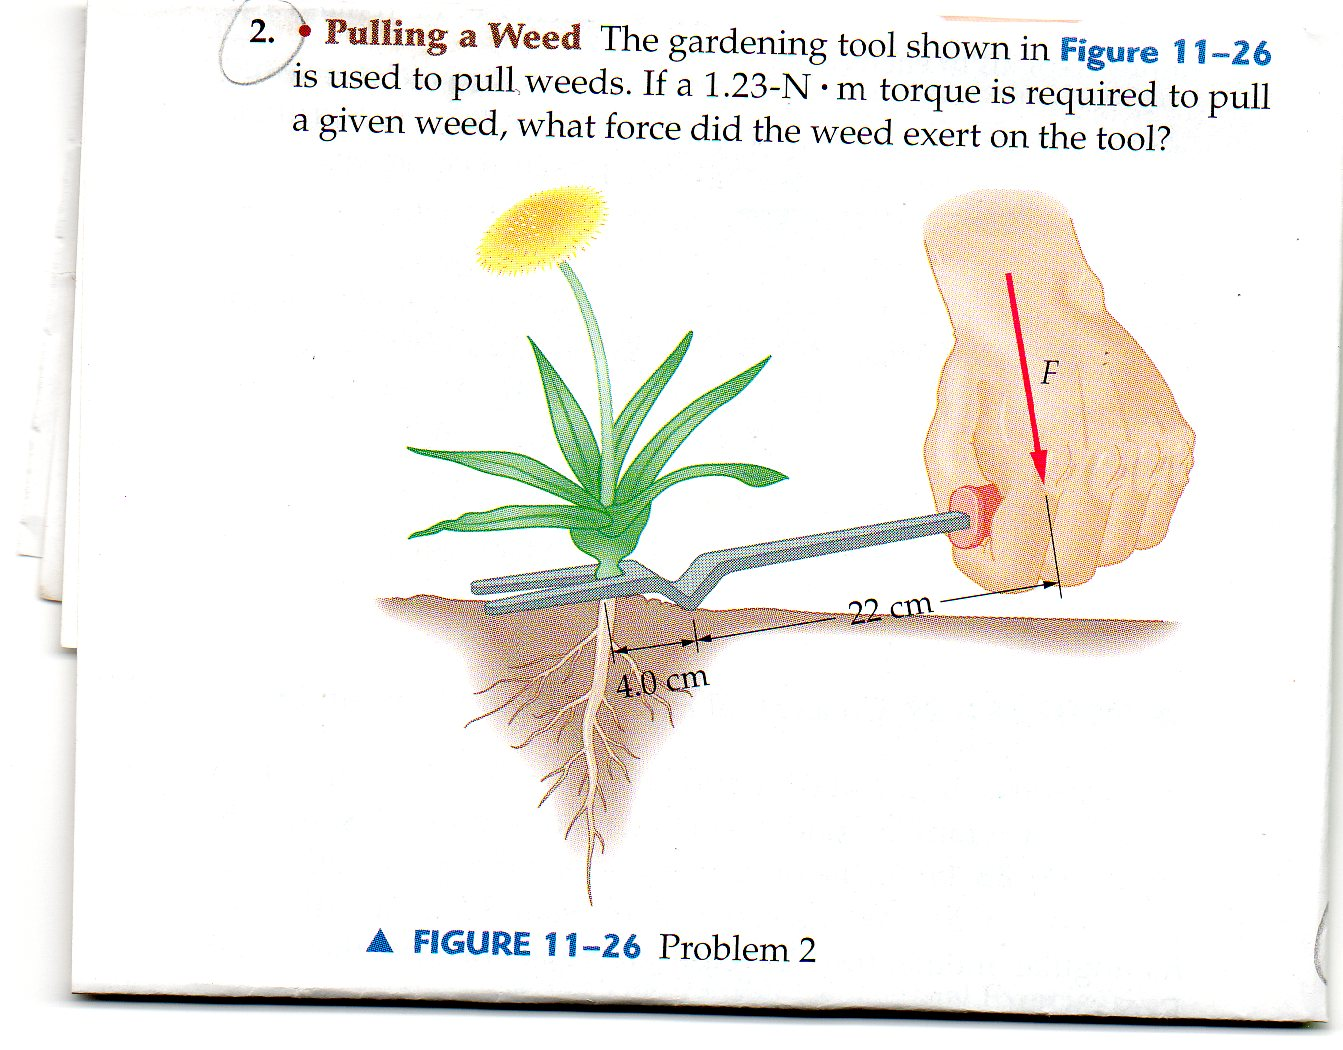 2. • Pulling a Weed The gardening tool shown in Figure 11–26
is used to pull weeds. If a 1.23-N · m torque is required to pull
a given weed, what force did the weed exert on the tool?
F
22 cm
4.0 cm
▲ FIGURE 11–26 Problem 2